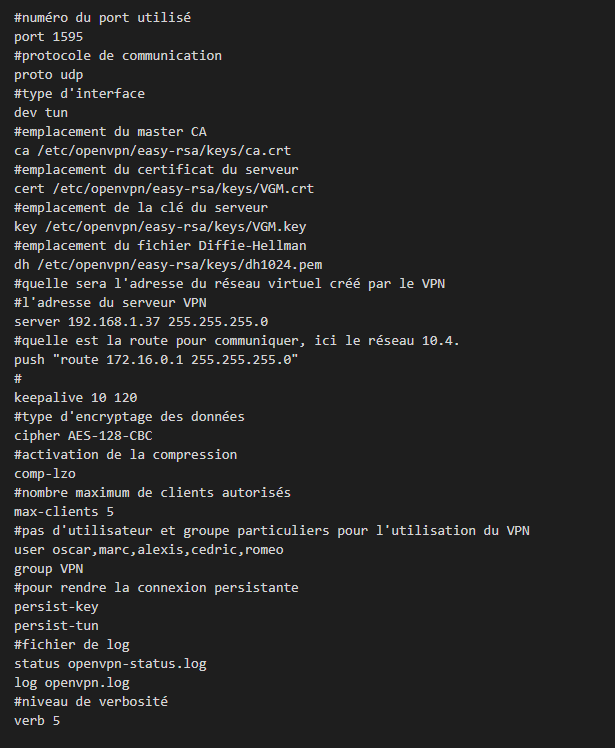 #numéro du port utilisé
port 1595
#protocole de communication
proto udp
#type d'interface
dev tun
#emplacement du master CA
ca /etc/openvpn/easy-rsa/keys/ca.crt
#emplacement du certificat du serveur
cert /etc/openvpn/easy-rsa/keys/VGM.crt
#emplacement de la clé du serveur
key /etc/openvpn/easy-rsa/keys/VGM.key
#emplacement du fichier Diffie-Hellman
dh /etc/openvpn/easy-rsa/keys/dh1024.pem
#quelle sera l'adresse du réseau virtuel créé par le VPN
#l'adresse du serveur VPN
server 192.168.1.37 255.255.255.0
#quelle est la route pour communiquer, ici le réseau 10.4.
push "route 172.16.0.1 255.255.255.0"
#
keepalive 10 120
#type d'encryptage des données
cipher AES-128-CBC
#activation de la compression
comp-lzo
#nombre maximum de clients autorisés
max-clients 5
#pas d'utilisateur et groupe particuliers pour l'utilisation du VPN
user oscar,marc,alexis,cedric,romeo
group VPN
#pour rendre la connexion persistante
persist-key
persist-tun
#fichier de log
status openvpn-status.log
log openvpn.log
#niveau de verbosité
verb 5